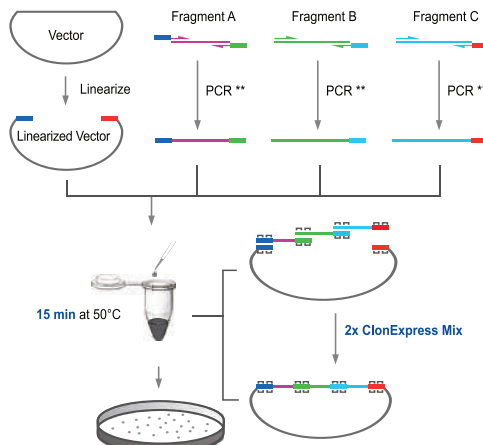 Vector
Fragment A
Fragment B
Fragment C
Linearize
PCR **
PCR **
PCR *
Linearized Vector
15 min at 50°C
2x ClonExpress Mix